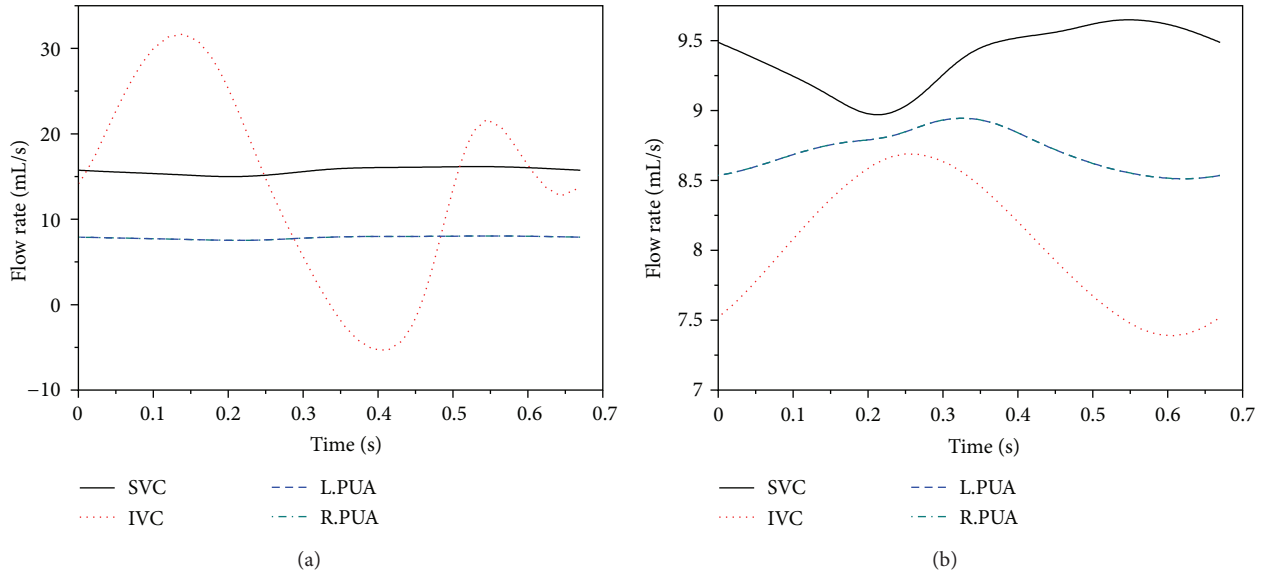 30
20
10
0
−10
Flow rate (mL/s)
0 0.1 0.2 0.3 0.4 0.5 0.6 0.7
Time (s)
SVC L.PUA
IVC R.PUA
(a)
9.5
9
8.5
8
7.5
7
Flow rate (mL/s)
0 0.1 0.2 0.3 0.4 0.5 0.6 0.7
Time (s)
SVC L.PUA
IVC R.PUA
(b)